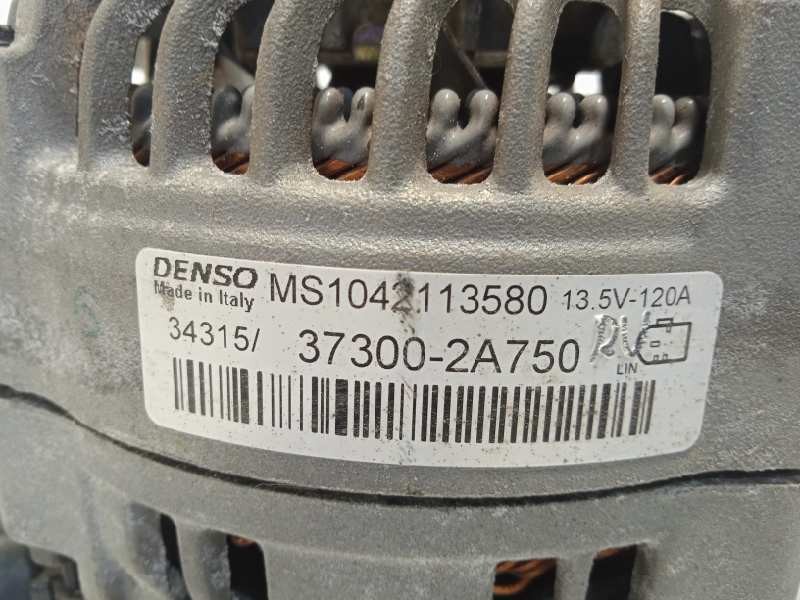 DENSO MS1042113580 13.5V-120A
Made in Italy
34315/ 37300-2A750
LIN